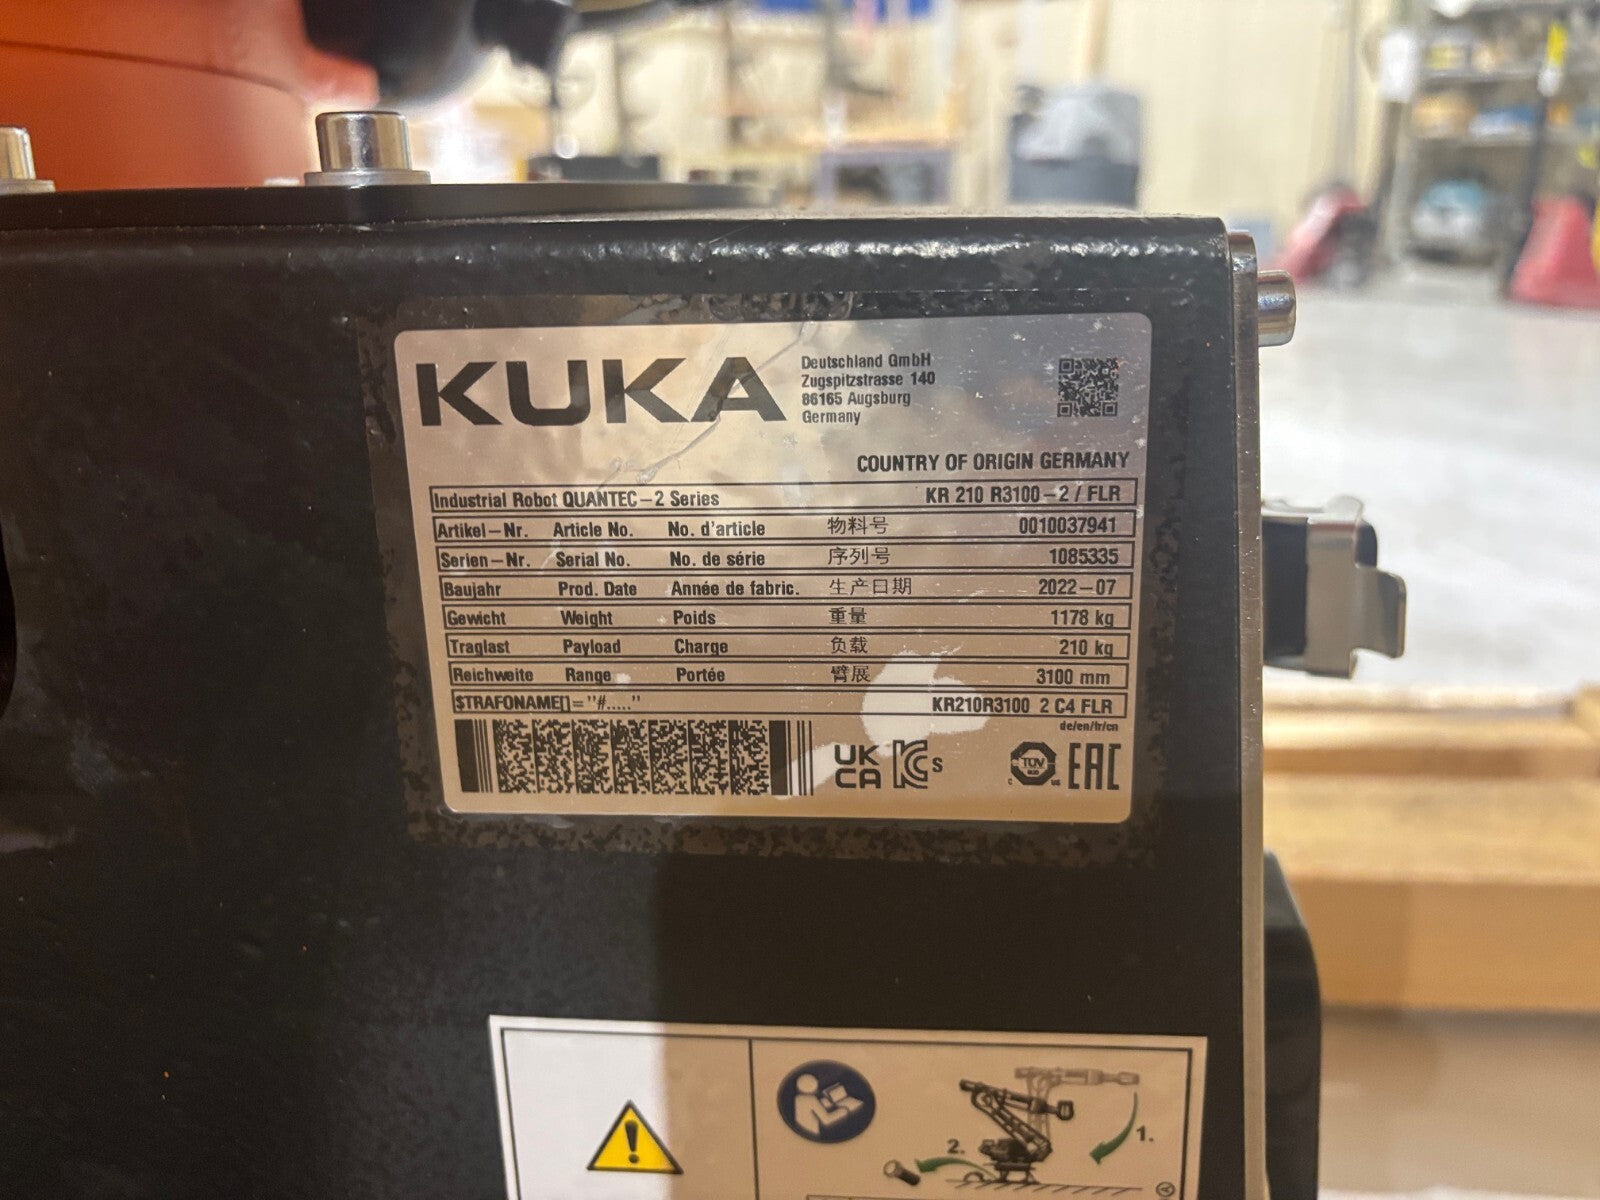 KUKA
Deutschland GmbH
Zugspitzstrasse 140
86165 Augsburg
Germany
COUNTRY OF ORIGIN GERMANY
Industrial Robot QUANTEC-2 Series KR 210 R3100-2 / FLR
Artikel-Nr. Article No. No. d'article 物料号 0010037941
Serien-Nr. Serial No. No. de série 序列号 1085335
Baujahr Prod. Date Année de fabric. 生产日期 2022-07
Gewicht Weight Poids 重量 1178 kg
Traglast Payload Charge 负载 210 kg
Reichweite Range Portée 臂展 3100 mm
$TRAFONAME[]="#....." KR210R3100 2 C4 FLR
de/en/fr/cn
UK
CA
KC s
c TÜV us
EAC
1.
2.